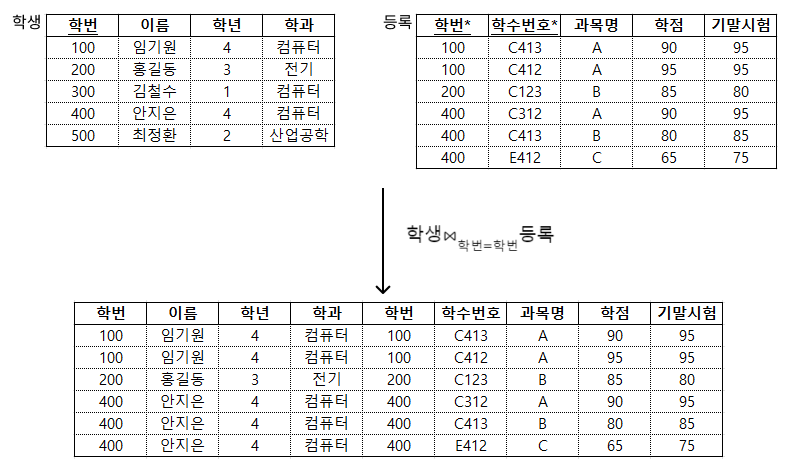 학생
학번 이름 학년 학과
100 임기원 4 컴퓨터
200 홍길동 3 전기
300 김철수 1 컴퓨터
400 안지은 4 컴퓨터
500 최정환 2 산업공학
등록
학번* 학수번호* 과목명 학점 기말시험
100 C413 A 90 95
100 C412 A 95 95
200 C123 B 85 80
400 C312 A 90 95
400 C413 B 80 85
400 E412 C 65 75
학생⋈학번=학번등록
학번 이름 학년 학과 학번 학수번호 과목명 학점 기말시험
100 임기원 4 컴퓨터 100 C413 A 90 95
100 임기원 4 컴퓨터 100 C412 A 95 95
200 홍길동 3 전기 200 C123 B 85 80
400 안지은 4 컴퓨터 400 C312 A 90 95
400 안지은 4 컴퓨터 400 C413 B 80 85
400 안지은 4 컴퓨터 400 E412 C 65 75